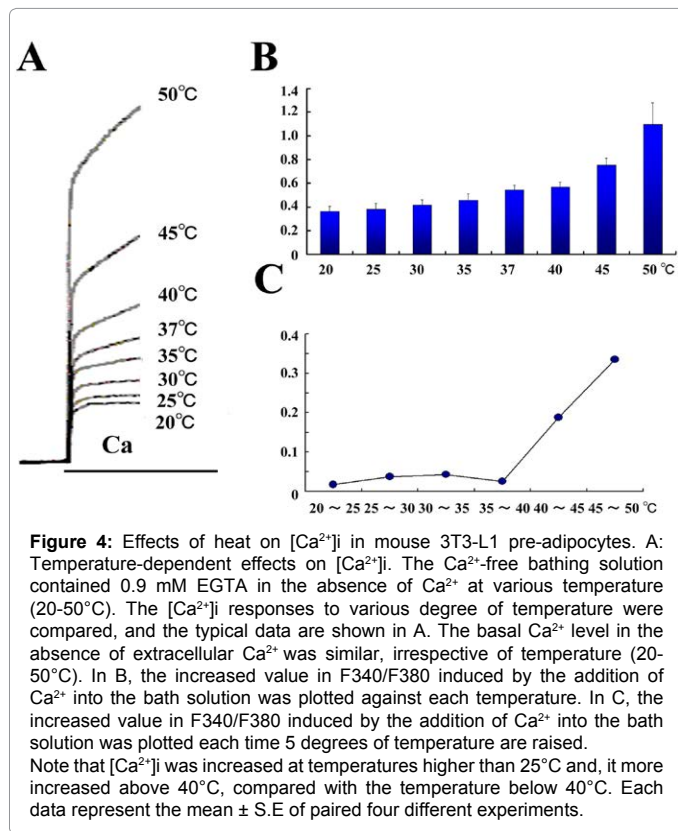 A
50°C
45°C
40°C
37°C
35°C
30°C
25°C
20°C
Ca
B
1.4
1.2
1.0
0.8
0.6
0.4
0.2
0
20 25 30 35 37 40 45 50 °C
C
0.4
0.3
0.2
0.1
0
20 ~ 25 25 ~ 30 30 ~ 35 35 ~ 40 40 ~ 45 45 ~ 50 °C
Figure 4: Effects of heat on [Ca²⁺]i in mouse 3T3-L1 pre-adipocytes. A:
Temperature-dependent effects on [Ca²⁺]i. The Ca²⁺-free bathing solution
contained 0.9 mM EGTA in the absence of Ca²⁺ at various temperature
(20-50°C). The [Ca²⁺]i responses to various degree of temperature were
compared, and the typical data are shown in A. The basal Ca²⁺ level in the
absence of extracellular Ca²⁺ was similar, irrespective of temperature (20-
50°C). In B, the increased value in F340/F380 induced by the addition of
Ca²⁺ into the bath solution was plotted against each temperature. In C, the
increased value in F340/F380 induced by the addition of Ca²⁺ into the bath
solution was plotted each time 5 degrees of temperature are raised.
Note that [Ca²⁺]i was increased at temperatures higher than 25°C and, it more
increased above 40°C, compared with the temperature below 40°C. Each
data represent the mean ± S.E of paired four different experiments.